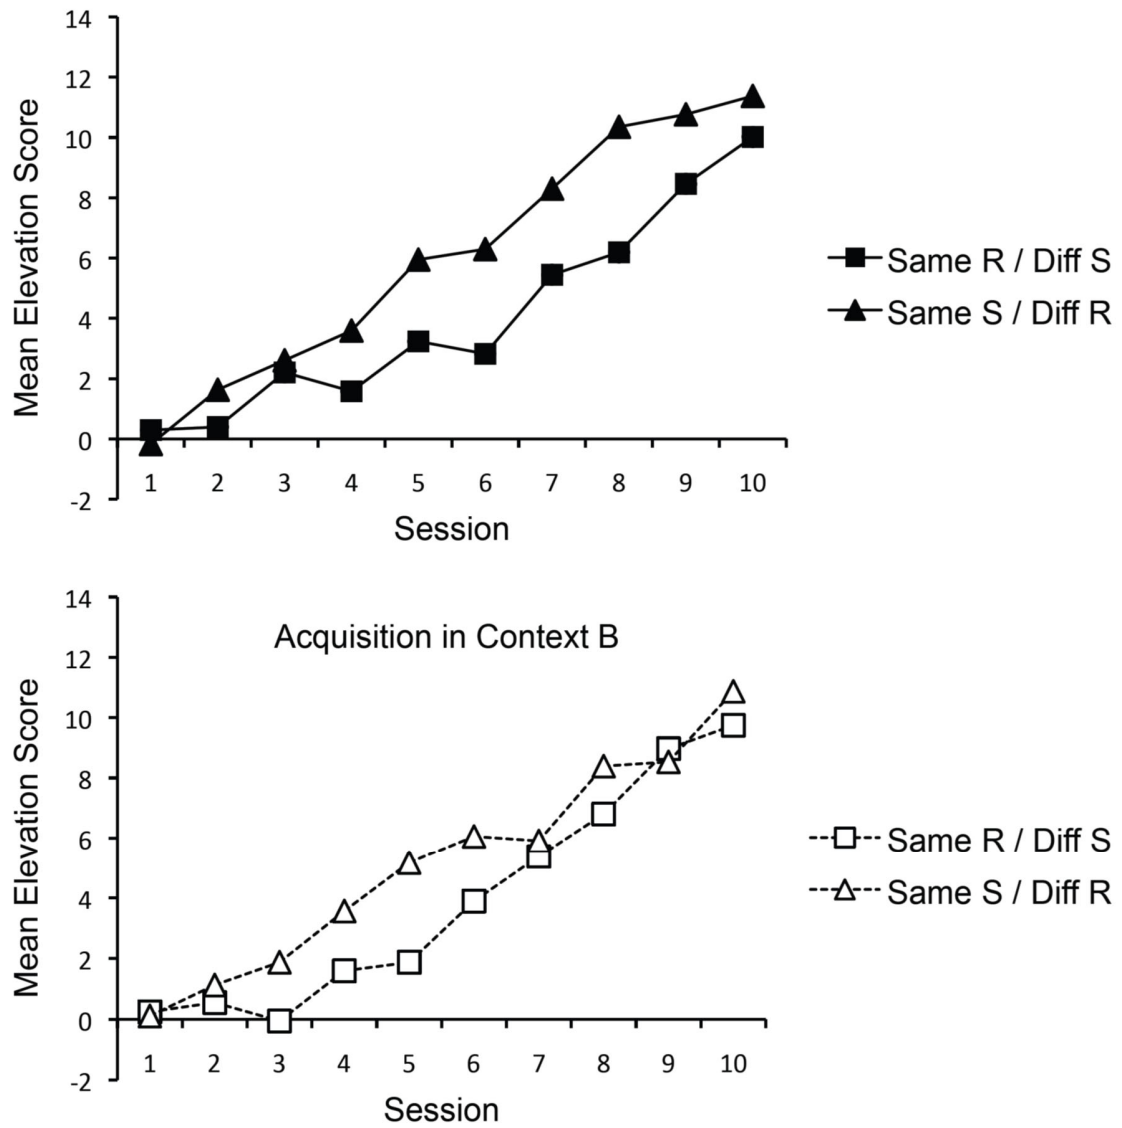 14
12
10
8
6
4
2
0
-2
Mean Elevation Score
1 2 3 4 5 6 7 8 9 10
Session
Same R / Diff S
Same S / Diff R
Acquisition in Context B
14
12
10
8
6
4
2
0
-2
Mean Elevation Score
1 2 3 4 5 6 7 8 9 10
Session
Same R / Diff S
Same S / Diff R